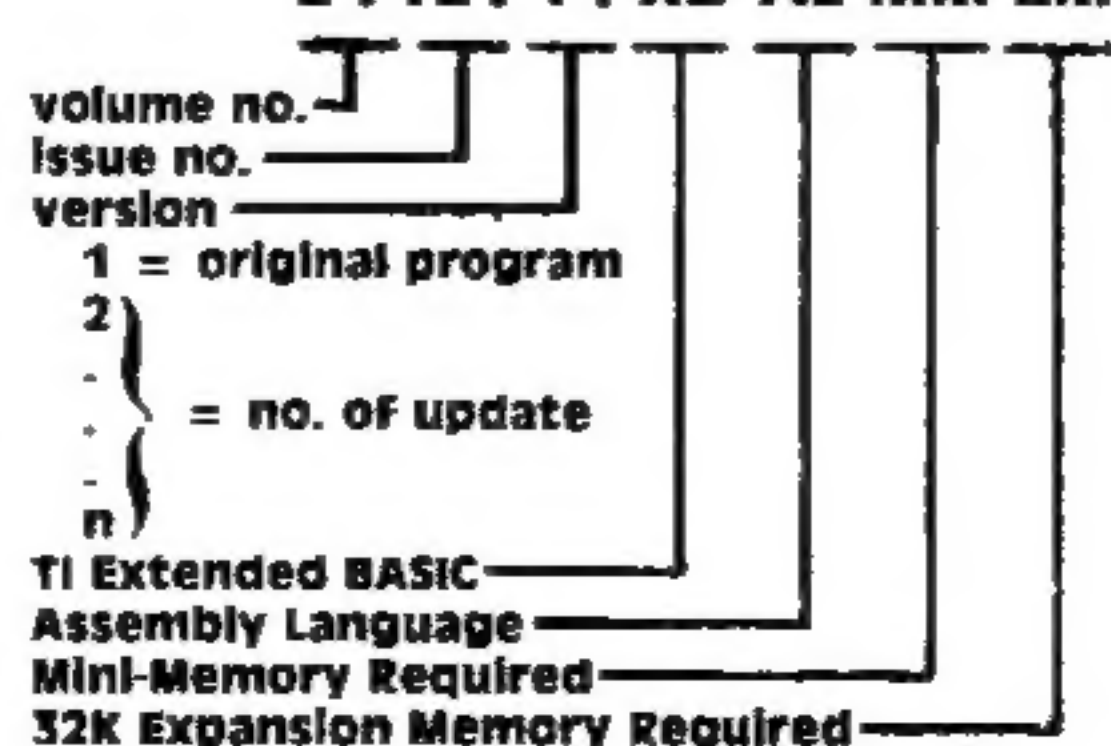 volume no.
issue no.
version
1 = original program
2
.
.
.
n
= no. of update
TI Extended BASIC
Assembly Language
Mini-Memory Required
32K Expansion Memory Required